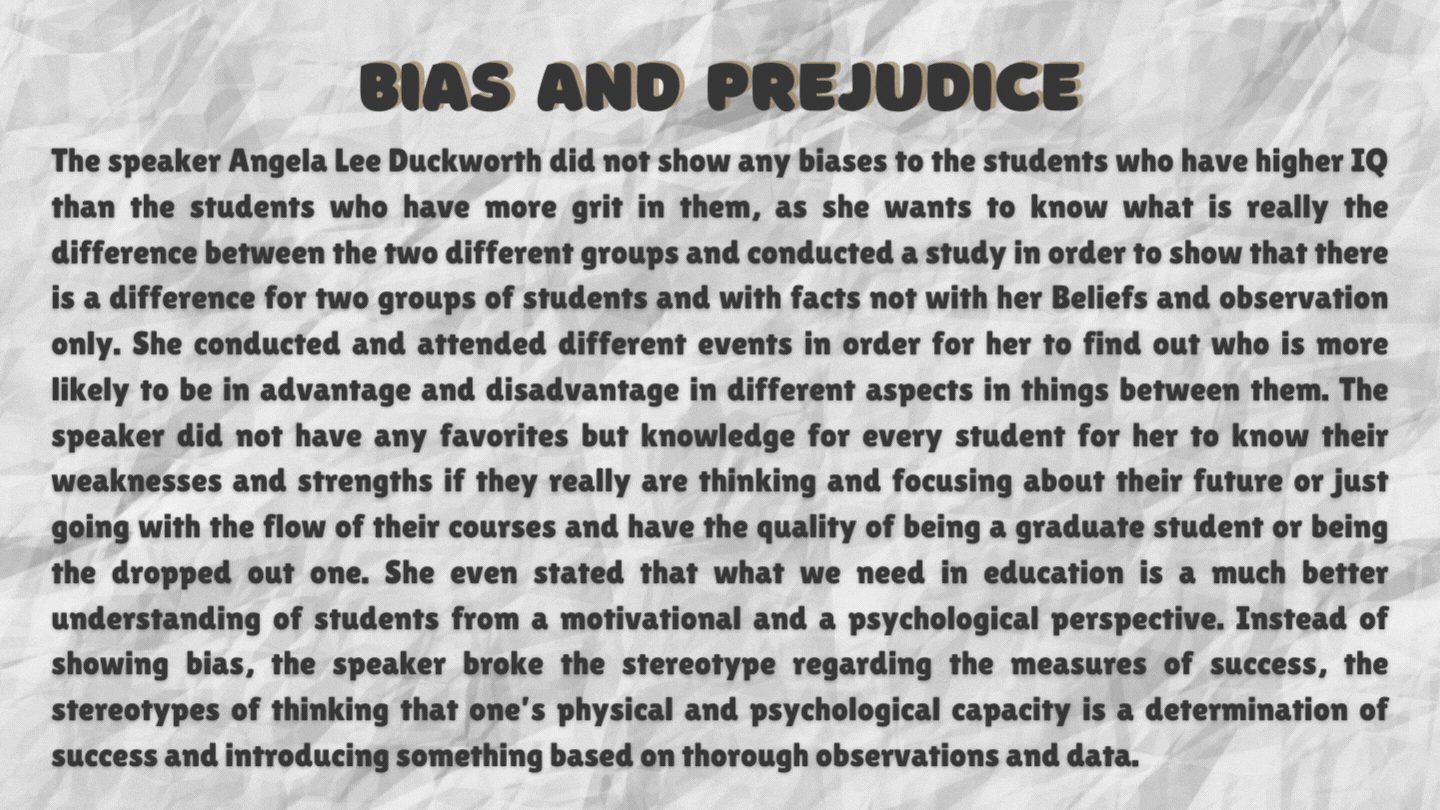 BIAS AND PREJUDICE
The speaker Angela Lee Duckworth did not show any biases to the students who have higher IQ
than the students who have more grit in them, as she wants to know what is really the
difference between the two different groups and conducted a study in order to show that there
is a difference for two groups of students and with facts not with her Beliefs and observation
only. She conducted and attended different events in order for her to find out who is more
likely to be in advantage and disadvantage in different aspects in things between them. The
speaker did not have any favorites but knowledge for every student for her to know their
weaknesses and strengths if they really are thinking and focusing about their future or just
going with the flow of their courses and have the quality of being a graduate student or being
the dropped out one. She even stated that what we need in education is a much better
understanding of students from a motivational and a psychological perspective. Instead of
showing bias, the speaker broke the stereotype regarding the measures of success, the
stereotypes of thinking that one's physical and psychological capacity is a determination of
success and introducing something based on thorough observations and data.